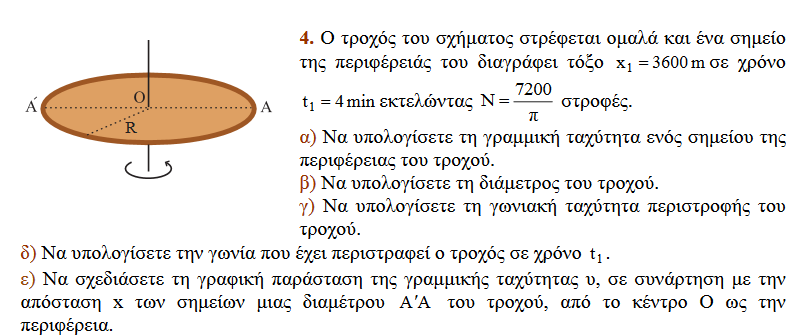 4. Ο τροχός του σχήματος στρέφεται ομαλά και ένα σημείο
της περιφέρειάς του διαγράφει τόξο x₁ = 3600 m σε χρόνο
t₁ = 4 min εκτελώντας N = 7200/π στροφές.
α) Να υπολογίσετε τη γραμμική ταχύτητα ενός σημείου της
περιφέρειας του τροχού.
β) Να υπολογίσετε τη διάμετρος του τροχού.
γ) Να υπολογίσετε τη γωνιακή ταχύτητα περιστροφής του
τροχού.
Α΄ Ο Α
R
δ) Να υπολογίσετε την γωνία που έχει περιστραφεί ο τροχός σε χρόνο t₁.
ε) Να σχεδιάσετε τη γραφική παράσταση της γραμμικής ταχύτητας υ, σε συνάρτηση με την
απόσταση x των σημείων μιας διαμέτρου Α′Α του τροχού, από το κέντρο Ο ως την
περιφέρεια.